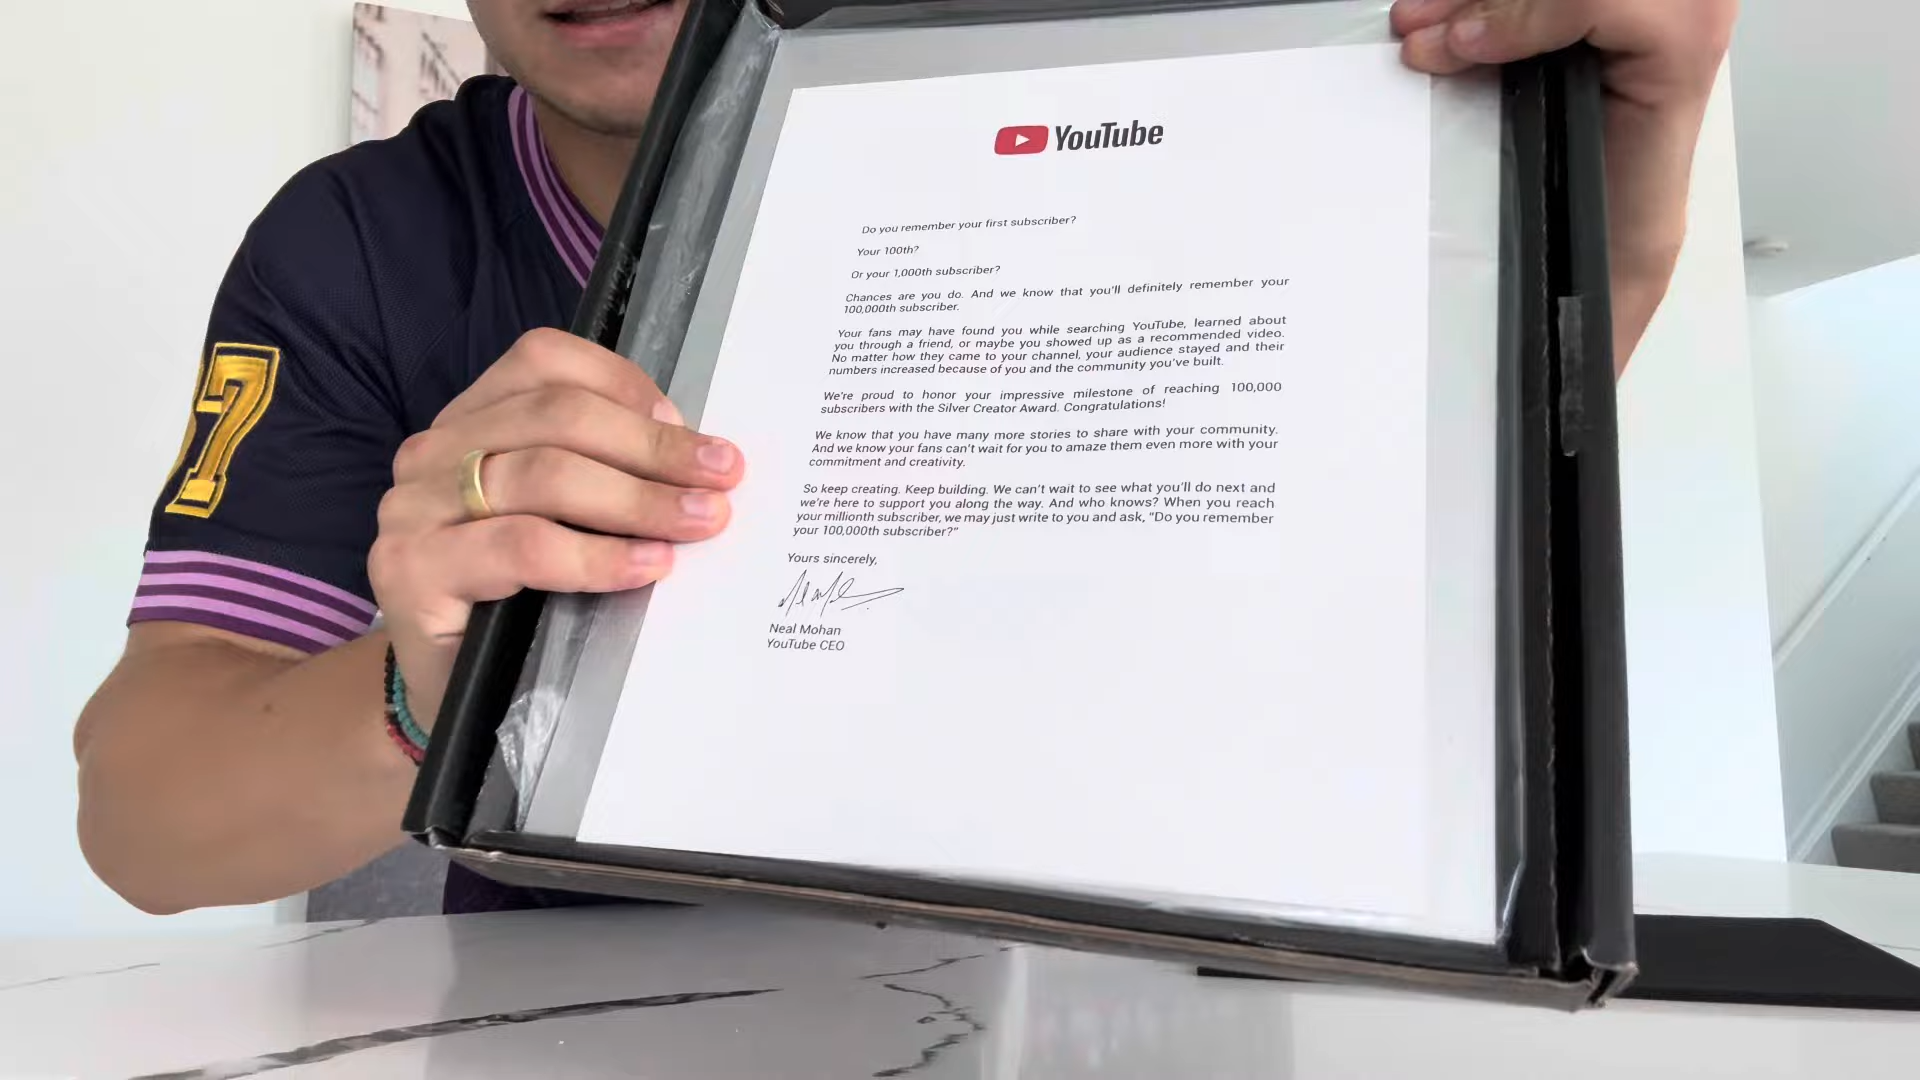 YouTube
Do you remember your first subscriber?
Your 100th?
Or your 1,000th subscriber?
Chances are you do. And we know that you'll definitely remember your
100,000th subscriber.
Your fans may have found you while searching YouTube, learned about
you through a friend, or maybe you showed up as a recommended video.
No matter how they came to your channel, your audience stayed and their
numbers increased because of you and the community you've built.
We're proud to honor your impressive milestone of reaching 100,000
subscribers with the Silver Creator Award. Congratulations!
We know that you have many more stories to share with your community.
And we know your fans can't wait for you to amaze them even more with your
commitment and creativity.
So keep creating. Keep building. We can't wait to see what you'll do next and
we're here to support you along the way. And who knows? When you reach
your millionth subscriber, we may just write to you and ask, "Do you remember
your 100,000th subscriber?"
Yours sincerely,
Neal Mohan
YouTube CEO
7